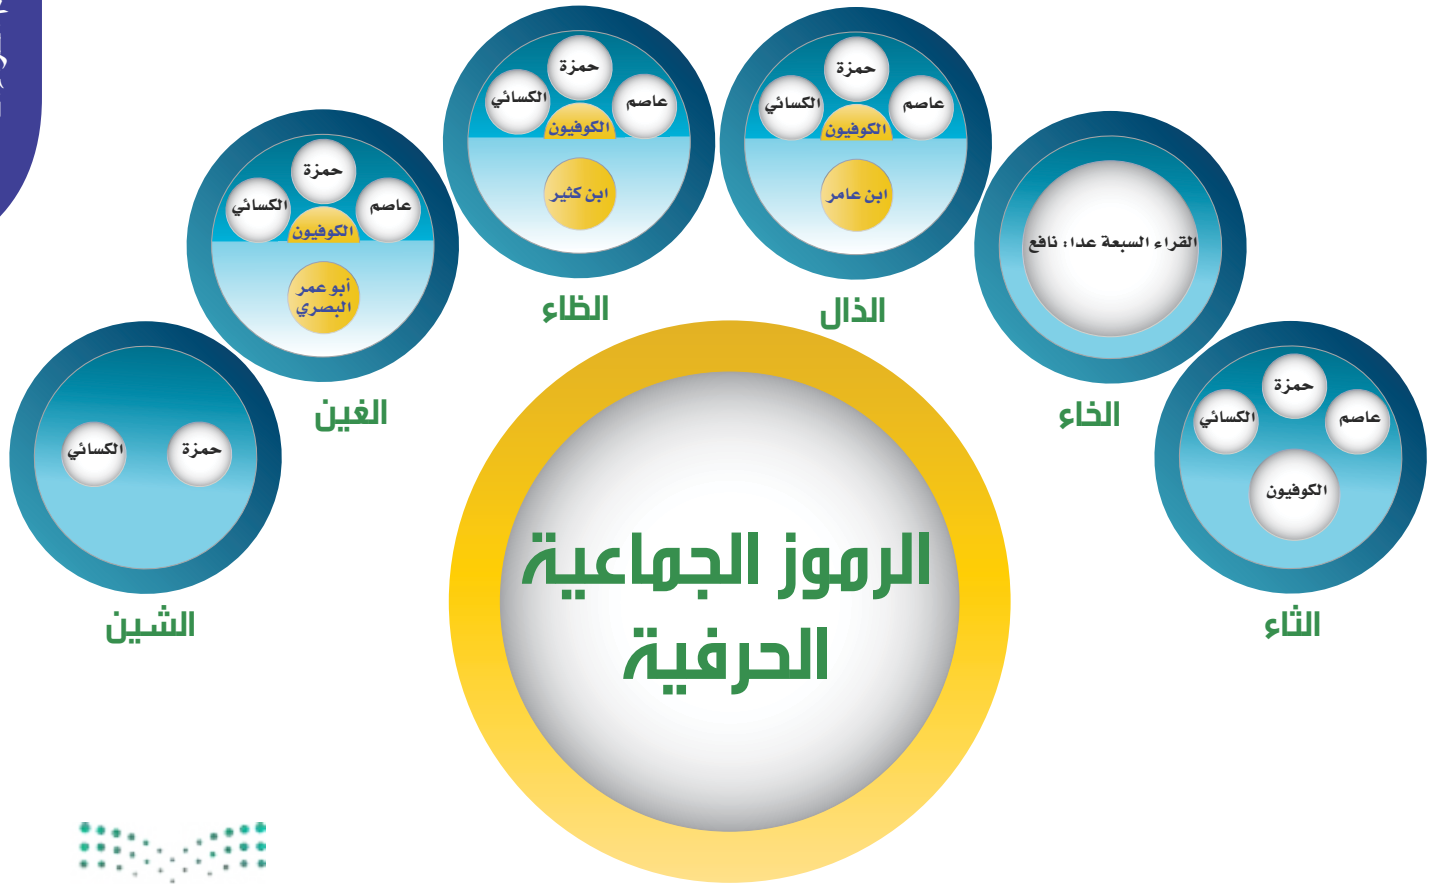 الرموز الجماعية
الحرفية
حمزة
عاصم
الكسائي
الكوفيون
الثاء
القراء السبعة عدا: نافع
الخاء
حمزة
عاصم
الكسائي
الكوفيون
ابن عامر
الذال
حمزة
عاصم
الكسائي
الكوفيون
ابن كثير
الظاء
حمزة
عاصم
الكسائي
الكوفيون
أبو عمر
البصري
الغين
حمزة
الكسائي
الشين